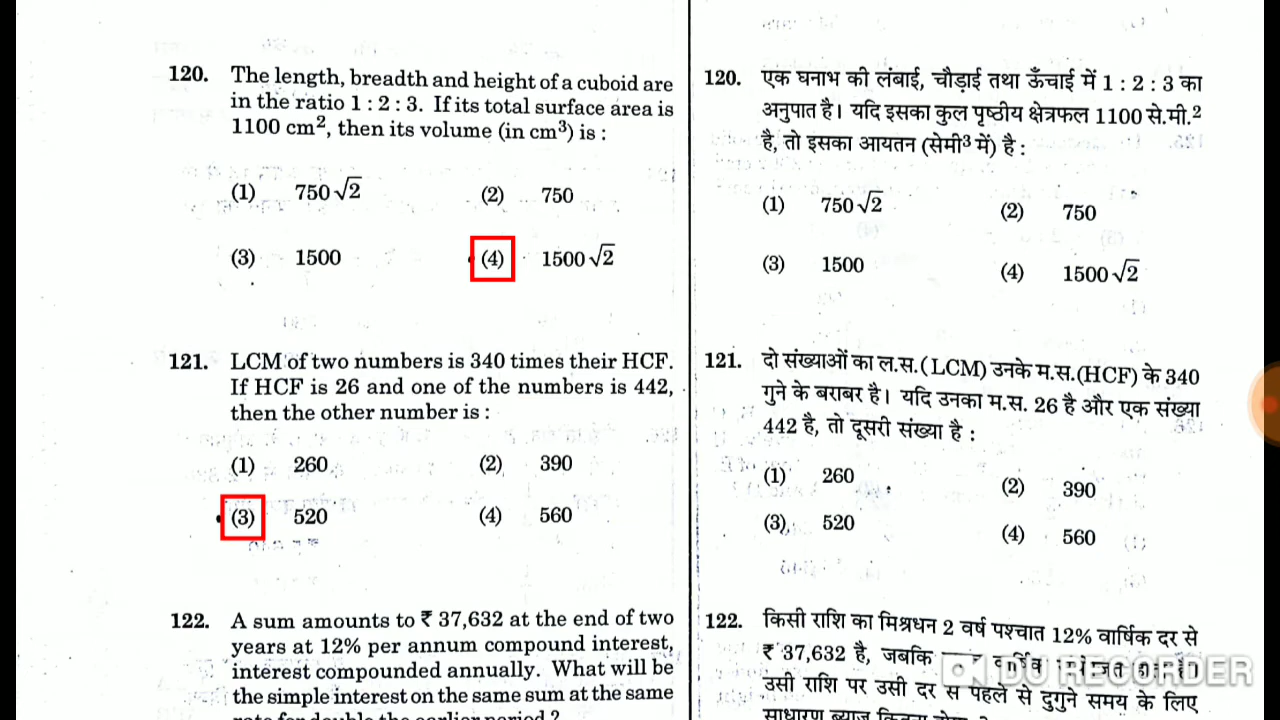 120. The length, breadth and height of a cuboid are
in the ratio 1 : 2 : 3. If its total surface area is
1100 cm², then its volume (in cm³) is :
(1) 750√2 (2) 750
(3) 1500 (4) 1500√2
121. LCM of two numbers is 340 times their HCF.
If HCF is 26 and one of the numbers is 442,
then the other number is :
(1) 260 (2) 390
(3) 520 (4) 560
122. A sum amounts to ₹ 37,632 at the end of two
years at 12% per annum compound interest,
interest compounded annually. What will be
the simple interest on the same sum at the same
rate for double the earlier period ?
120. एक घनाभ की लंबाई, चौड़ाई तथा ऊँचाई में 1 : 2 : 3 का
अनुपात है। यदि इसका कुल पृष्ठीय क्षेत्रफल 1100 से.मी.²
है, तो इसका आयतन (सेमी³ में) है :
(1) 750√2 (2) 750
(3) 1500 (4) 1500√2
121. दो संख्याओं का ल.स.(LCM) उनके म.स.(HCF) के 340
गुने के बराबर है। यदि उनका म.स. 26 है और एक संख्या
442 है, तो दूसरी संख्या है :
(1) 260 (2) 390
(3) 520 (4) 560
122. किसी राशि का मिश्रधन 2 वर्ष पश्चात 12% वार्षिक दर से
₹ 37,632 है, जबकि
उसी राशि पर उसी दर स पहले से दुगुने समय के लिए
साधारण ब्याज
DU RECORDER